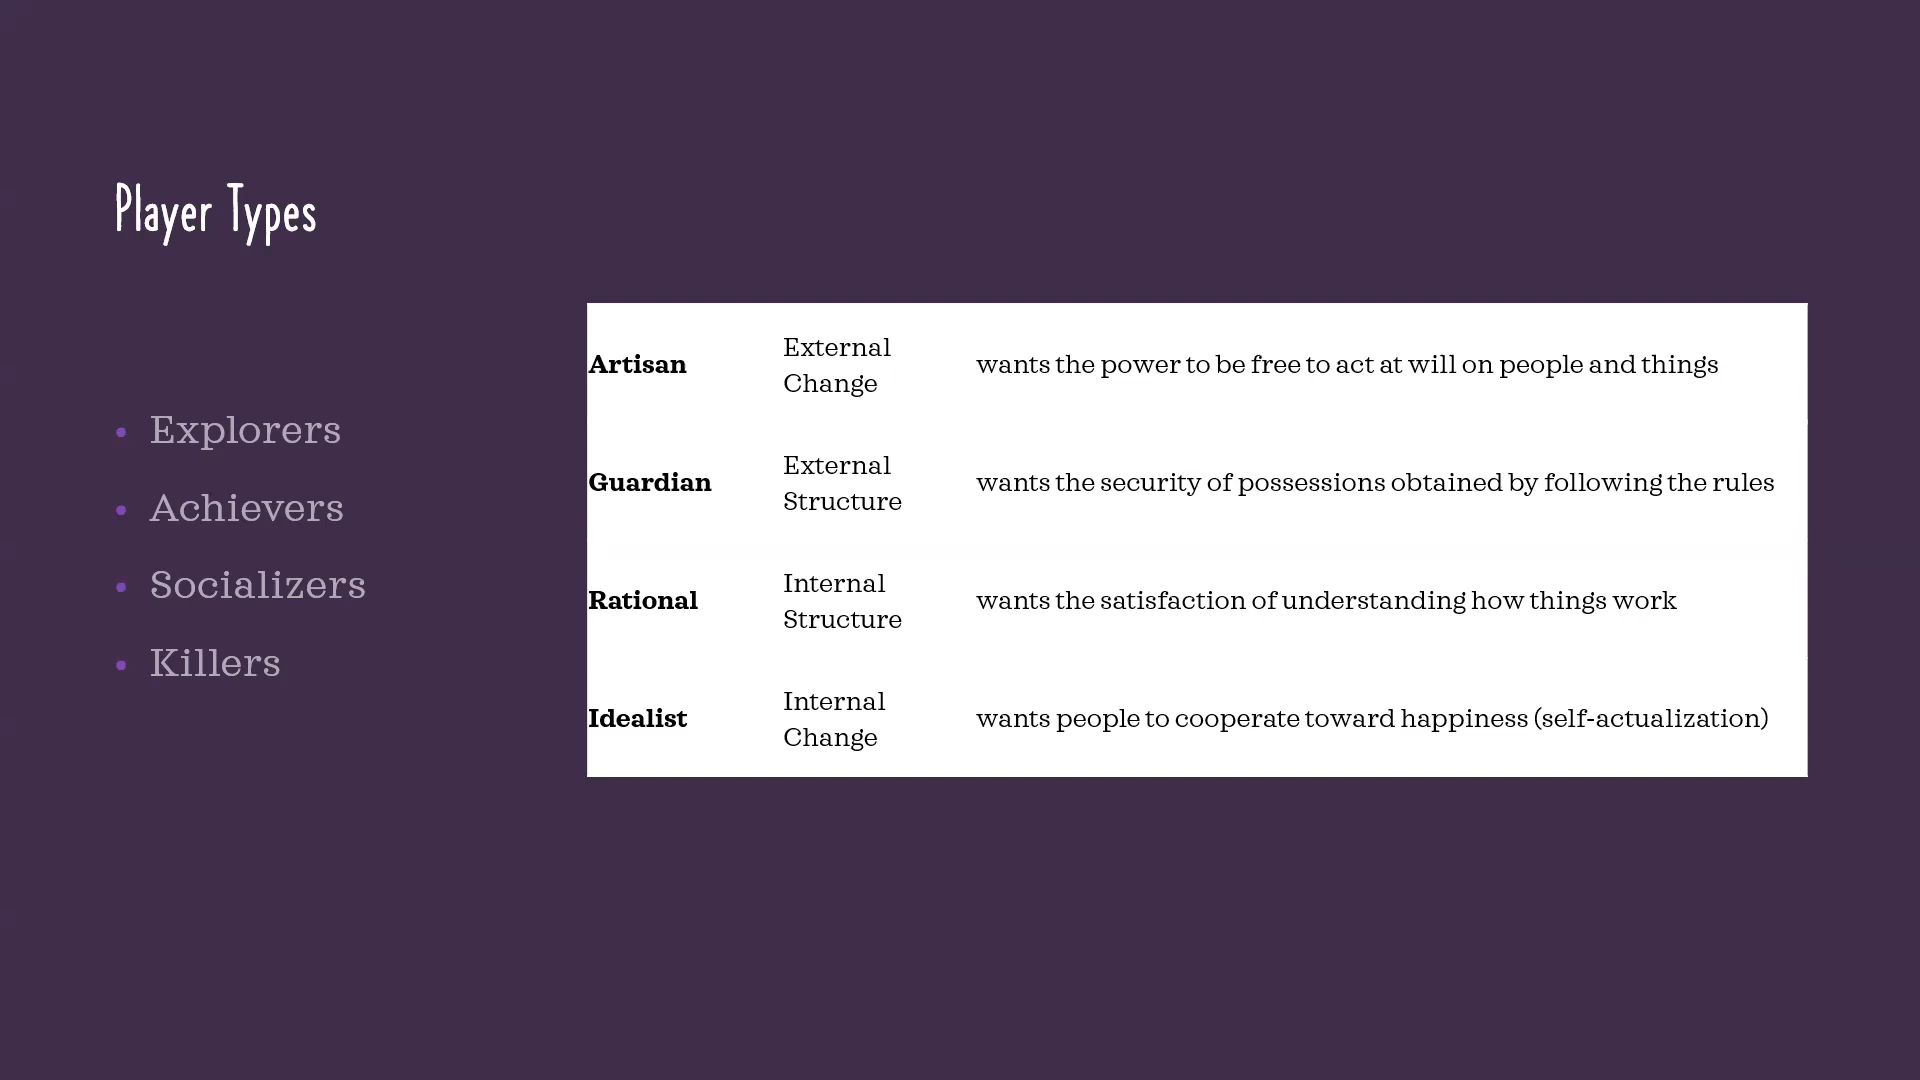 Player Types
Explorers
Achievers
Socializers
Killers
Artisan
External
Change
wants the power to be free to act at will on people and things
Guardian
External
Structure
wants the security of possessions obtained by following the rules
Rational
Internal
Structure
wants the satisfaction of understanding how things work
Idealist
Internal
Change
wants people to cooperate toward happiness (self-actualization)